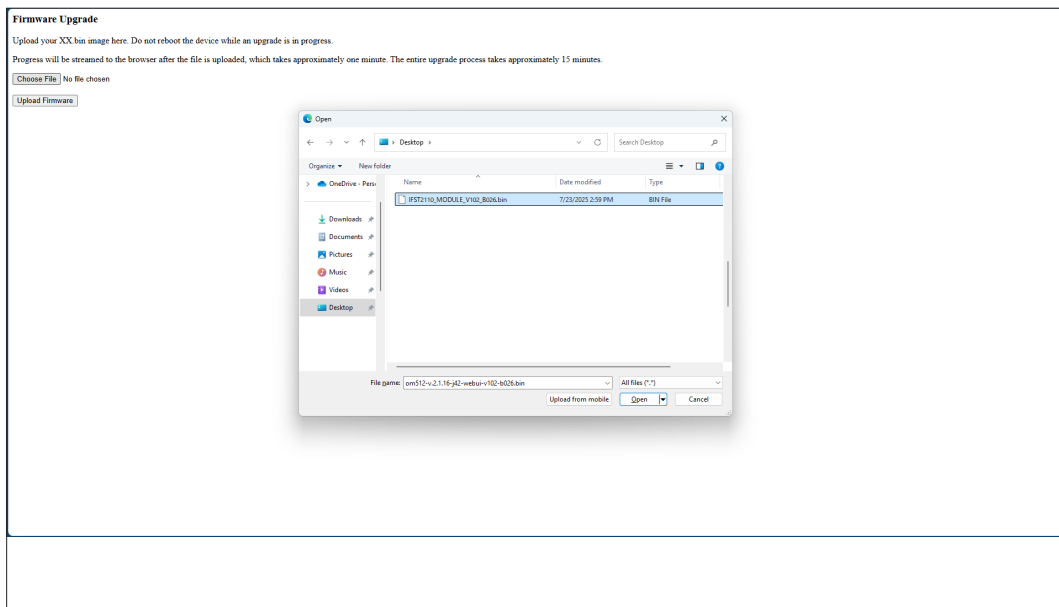 Firmware Upgrade
Upload your XX.bin image here. Do not reboot the device while an upgrade is in progress.
Progress will be streamed to the browser after the file is uploaded, which takes approximately one minute. The entire upgrade process takes approximately 15 minutes.
Choose File No file chosen
Upload Firmware
Open
Desktop
Search Desktop
Organize New folder
OneDrive - Perso
Name Date modified Type
IFST2110_MODULE_V102_B026.bin 7/23/2025 2:59 PM BIN File
Downloads
Documents
Pictures
Music
Videos
Desktop
File name: om512-v.2.1.16-j42-webui-v102-b026.bin All files (*.*)
Upload from mobile Open Cancel